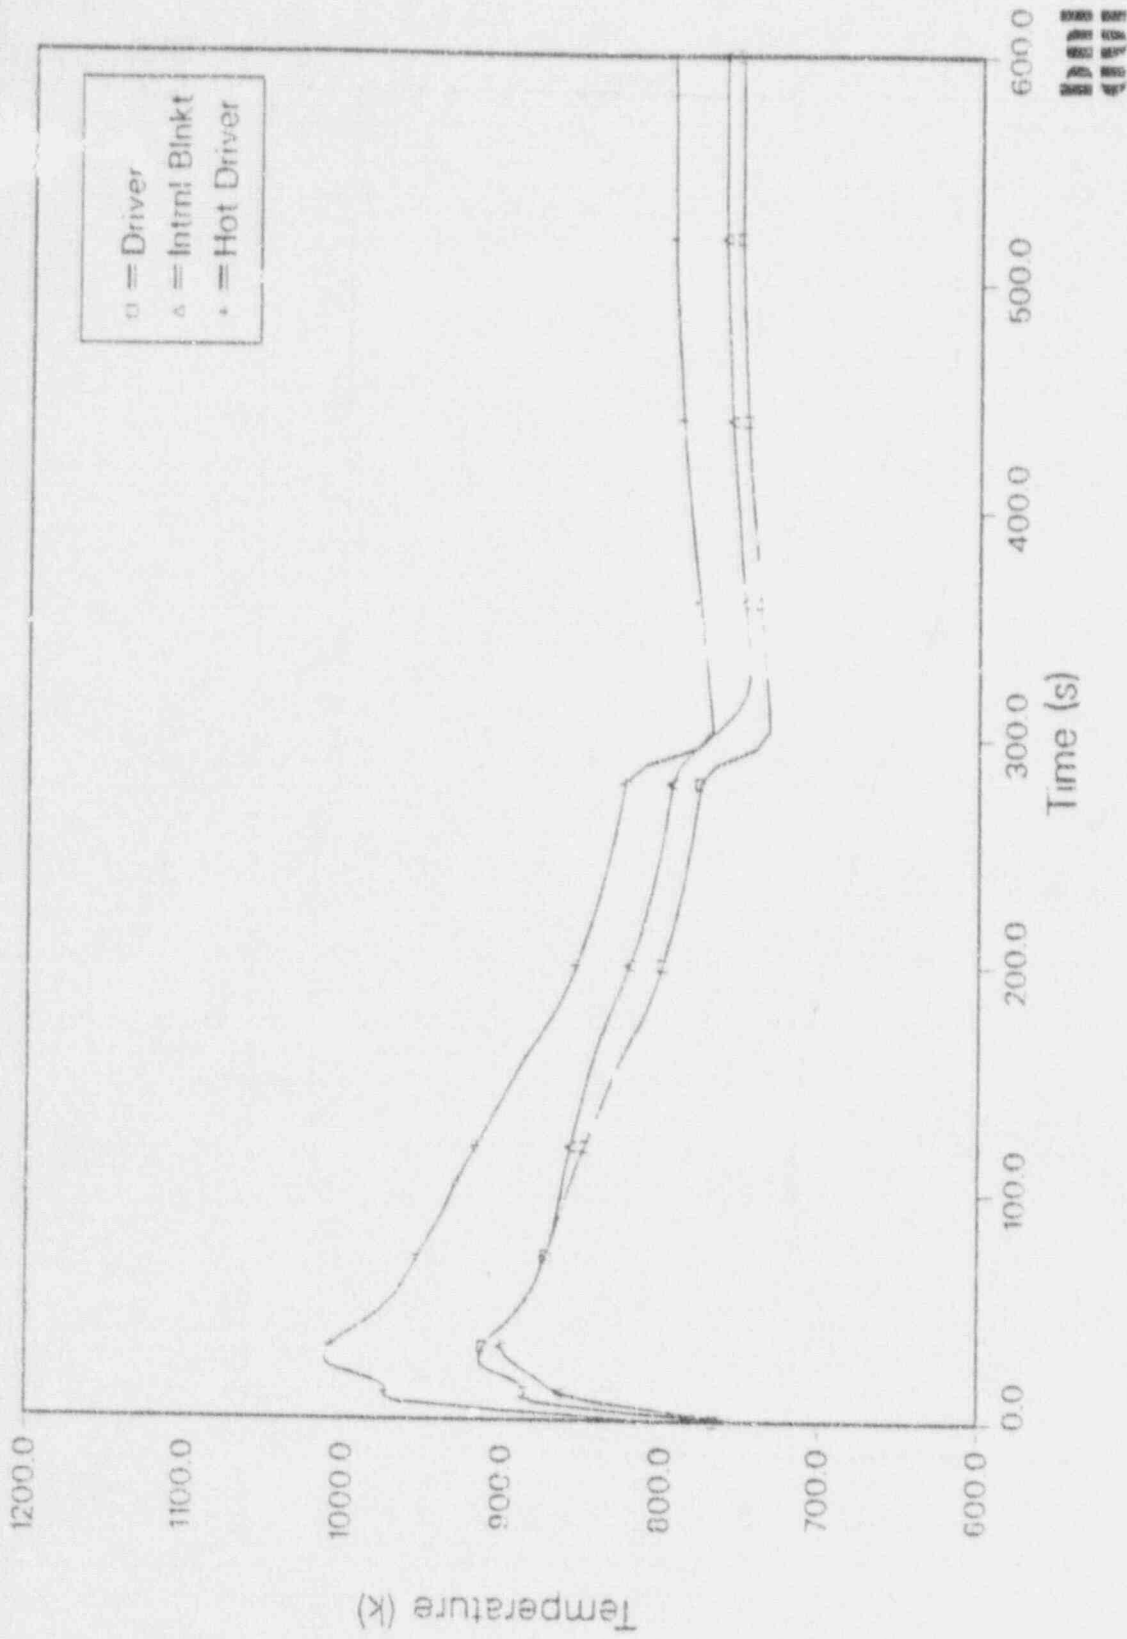 1200.0
1100.0
1000.0
900.0
800.0
700.0
600.0
Temperature (k)
0.0
100.0
200.0
300.0
400.0
500.0
600.0
Time (s)
□ = Driver
△ = Intrnl Blnkt
+ = Hot Driver
bnl